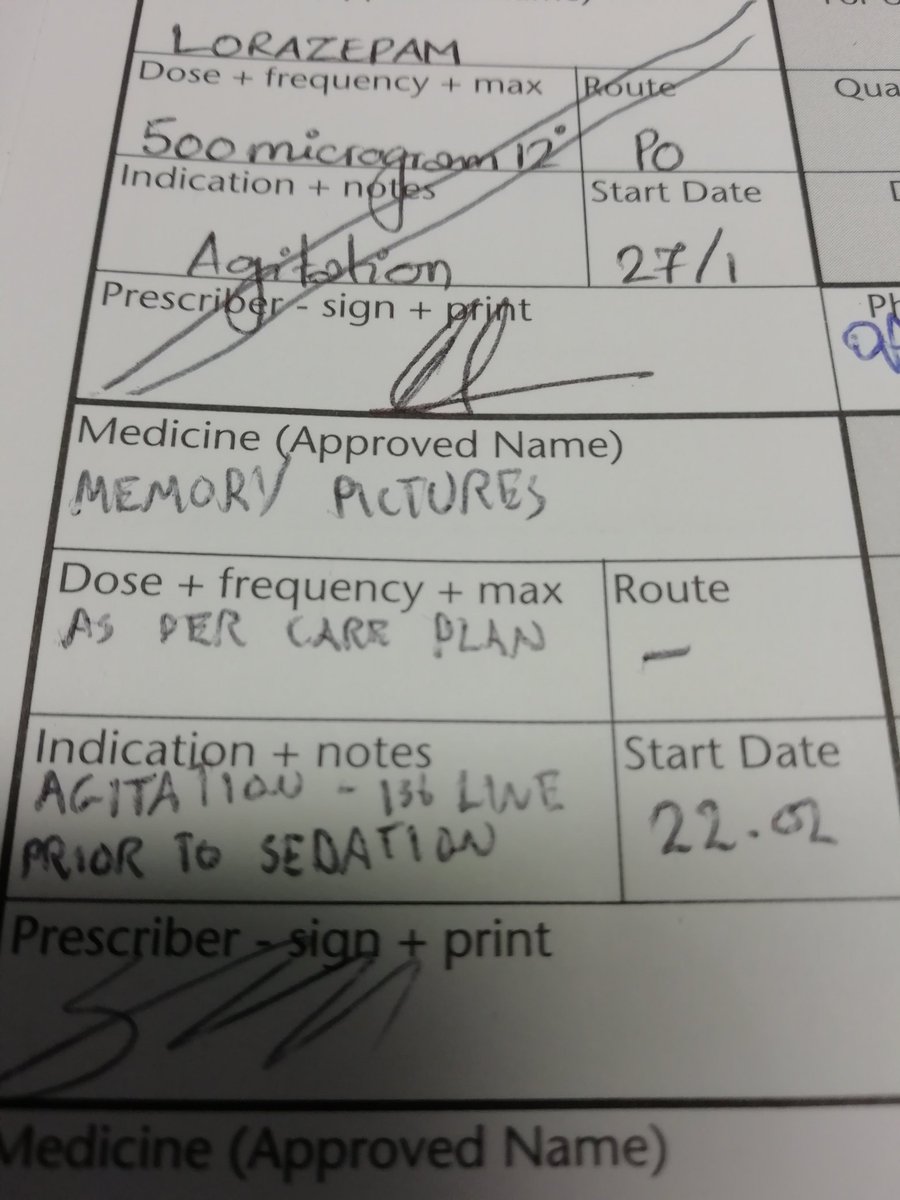 LORAZEPAM
Dose + frequency + max Route Qua
500 microgram 12° PO
Indication + notes Start Date
Agitation 27/1
Prescriber - sign + print
Medicine (Approved Name)
MEMORY PICTURES
Dose + frequency + max Route
AS PER CARE PLAN –
Indication + notes Start Date
AGITATION - 1st LINE 22.02
PRIOR TO SEDATION
Prescriber - sign + print
Medicine (Approved Name)